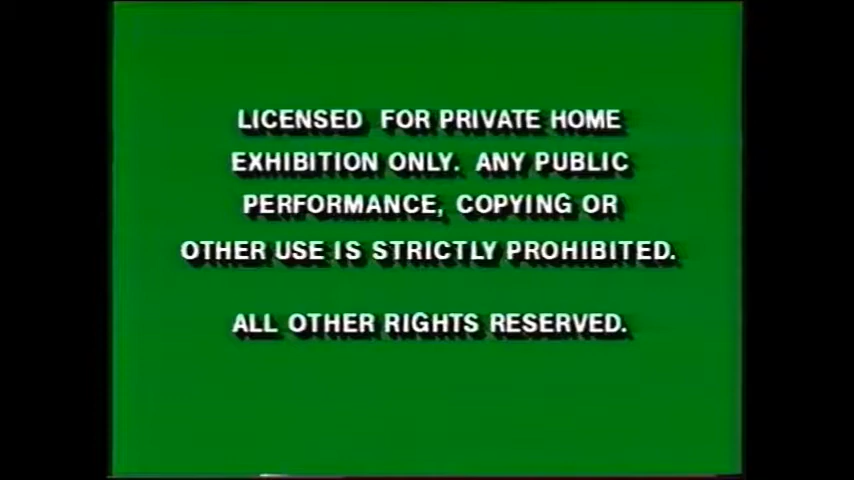 LICENSED FOR PRIVATE HOME
EXHIBITION ONLY. ANY PUBLIC
PERFORMANCE, COPYING OR
OTHER USE IS STRICTLY PROHIBITED.
ALL OTHER RIGHTS RESERVED.